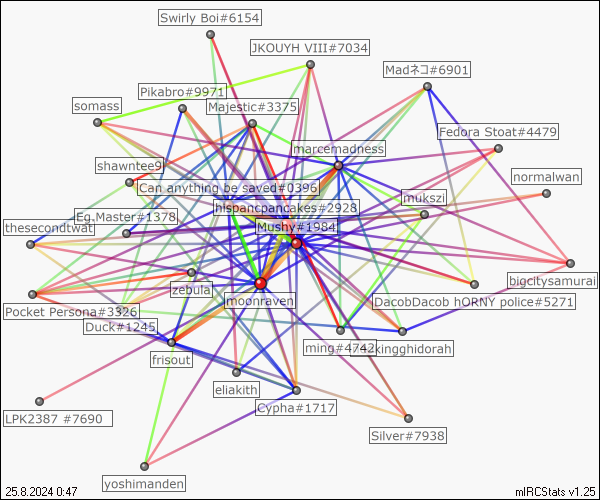 Swirly Boi#6154
JKOUYH VIII#7034
Madネコ#6901
Pikabro#9971
somass
Majestic#3375
Fedora Stoat#4479
marcemadness
shawntee9
normalwan
Can anything be saved#0396
mukszi
hispancpancakes#2928
Eg.Master#1378
thesecondtwat
Mushy#1984
bigcitysamurai
zebula
moonraven
DacobDacob hORNY police#5271
Pocket Persona#3326
Duck#1245
ming#4742
kingghidorah
frisout
eliakith
Cypha#1717
LPK2387 #7690
Silver#7938
yoshimanden
25.8.2024 0:47
mIRCStats v1.25